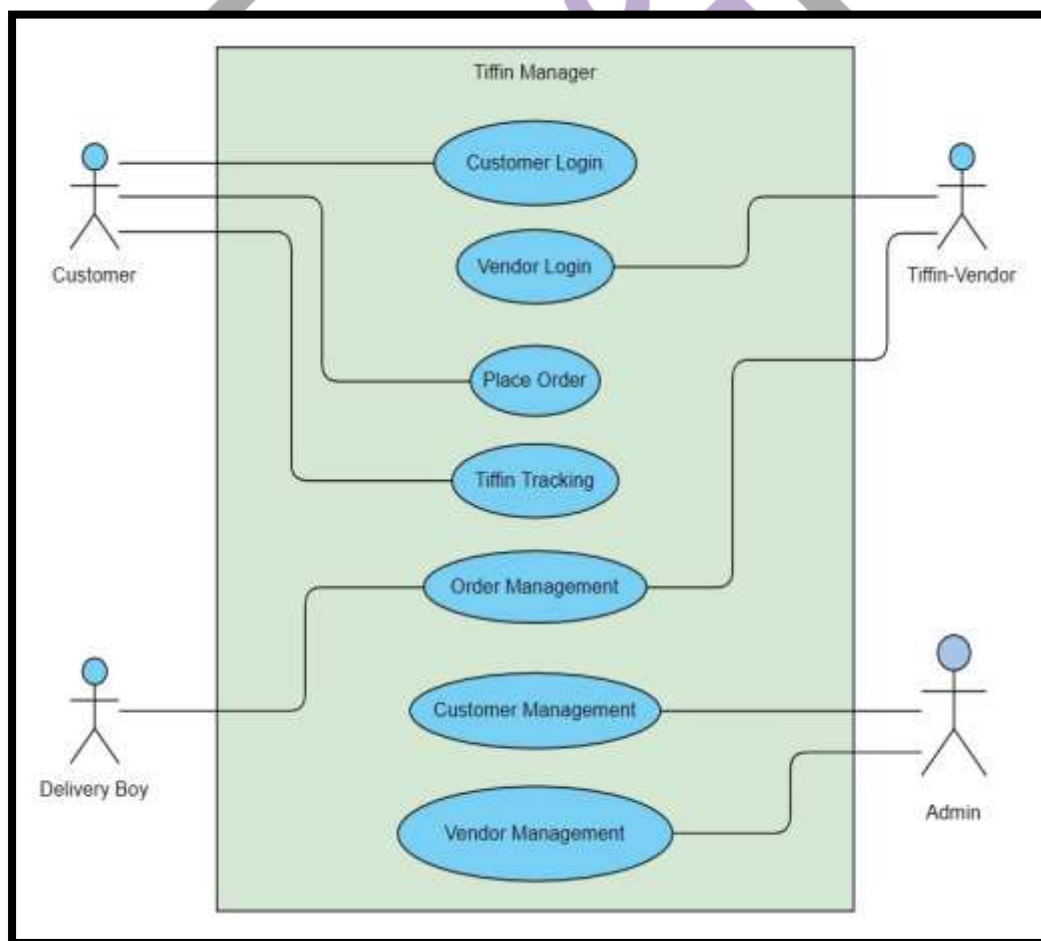 Tiffin Manager
Customer Login
Vendor Login
Customer
Tiffin-Vendor
Place Order
Tiffin Tracking
Order Management
Customer Management
Delivery Boy
Admin
Vendor Management